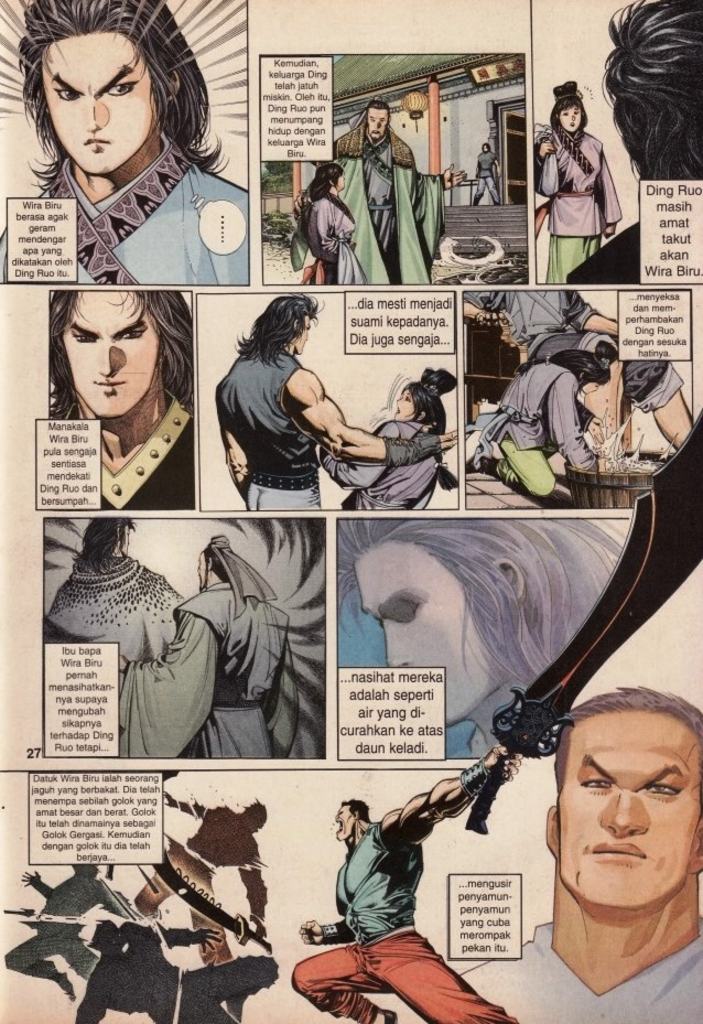 Wira Biru
berasa agak
geram
mendengar
apa yang
dikatakan oleh
Ding Ruo itu.
......
Kemudian,
keluarga Ding
telah jatuh
miskin. Oleh itu,
Ding Ruo pun
menumpang
hidup dengan
keluarga Wira
Biru.
Ding Ruo
masih
amat
takut
akan
Wira Biru.
Manakala
Wira Biru
pula sengaja
sentiasa
mendekati
Ding Ruo dan
bersumpah...
...dia mesti menjadi
suami kepadanya.
Dia juga sengaja...
...menyeksa
dan mem-
perhambakan
Ding Ruo
dengan sesuka
hatinya.
Ibu bapa
Wira Biru
pernah
menasihatkan-
nya supaya
mengubah
sikapnya
terhadap Ding
Ruo tetapi...
...nasihat mereka
adalah seperti
air yang di-
curahkan ke atas
daun keladi.
27
Datuk Wira Biru ialah seorang
jaguh yang berbakat. Dia telah
menempa sebilah golok yang
amat besar dan berat. Golok
itu telah dinamainya sebagai
Golok Gergasi. Kemudian
dengan golok itu dia telah
berjaya...
...mengusir
penyamun-
penyamun
yang cuba
merompak
pekan itu.